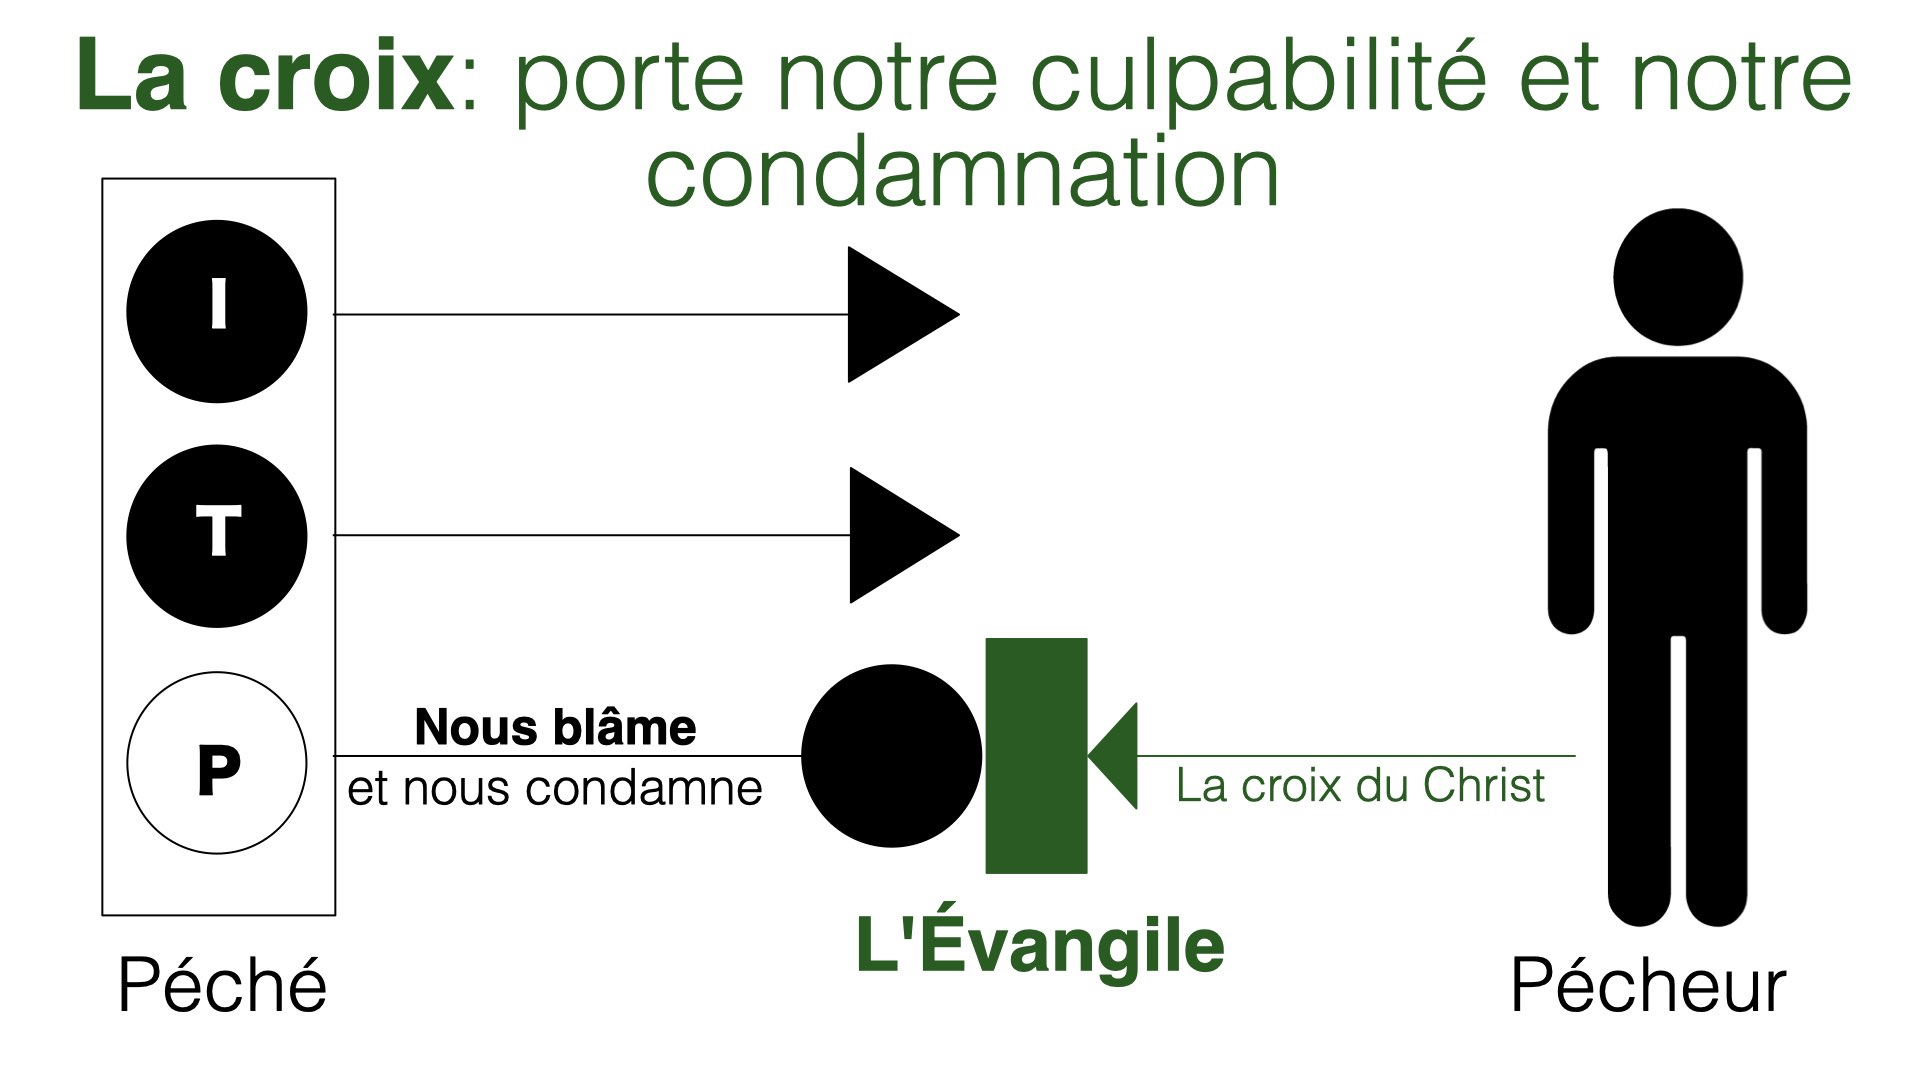 La croix: porte notre culpabilité et notre
condamnation
I
T
P
Nous blâme
et nous condamne
La croix du Christ
L'Évangile
Péché
Pécheur